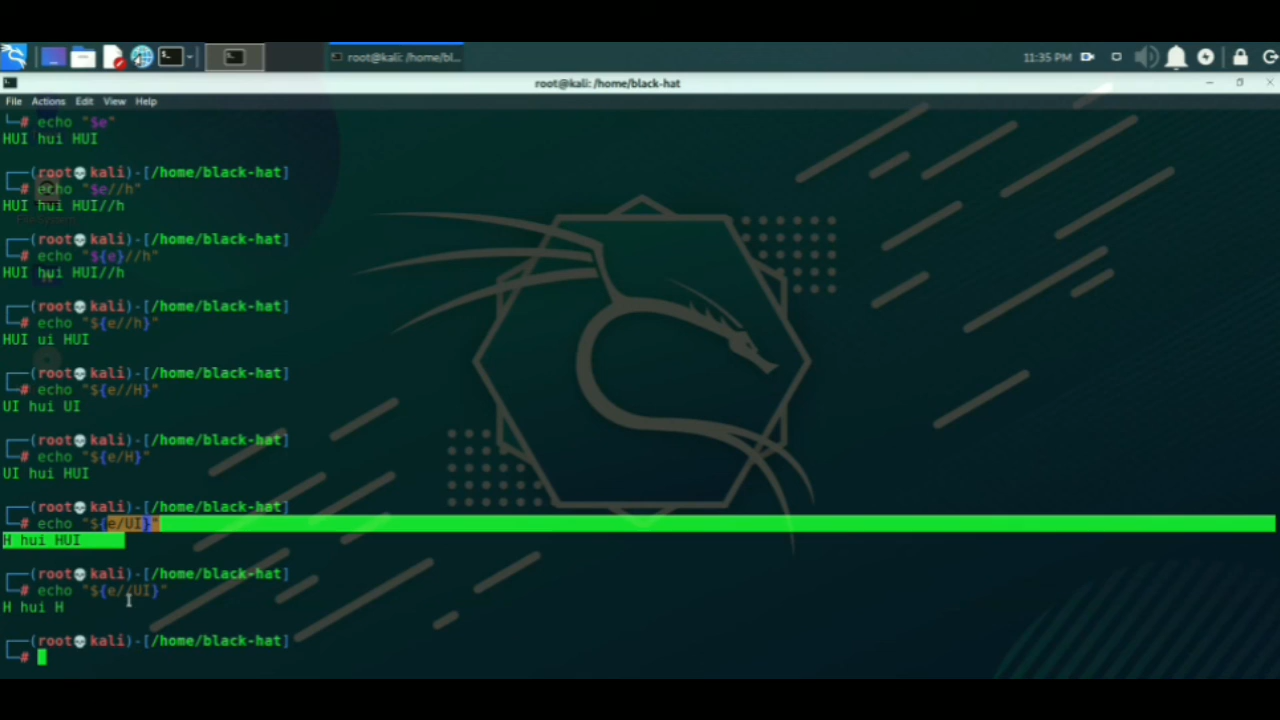 root@kali: /home/bl...
11:35 PM
root@kali: /home/black-hat
File Actions Edit View Help
└─# echo "$e"
HUI hui HUI
┌──(root💀kali)-[/home/black-hat]
└─# echo "$e//h"
HUI hui HUI//h
┌──(root💀kali)-[/home/black-hat]
└─# echo "${e}//h"
HUI hui HUI//h
┌──(root💀kali)-[/home/black-hat]
└─# echo "${e//h}"
HUI ui HUI
┌──(root💀kali)-[/home/black-hat]
└─# echo "${e//H}"
UI hui UI
┌──(root💀kali)-[/home/black-hat]
└─# echo "${e/H}"
UI hui HUI
┌──(root💀kali)-[/home/black-hat]
└─# echo "${e/UI}"
H hui HUI
┌──(root💀kali)-[/home/black-hat]
└─# echo "${e//UI}"
H hui H
┌──(root💀kali)-[/home/black-hat]
└─#